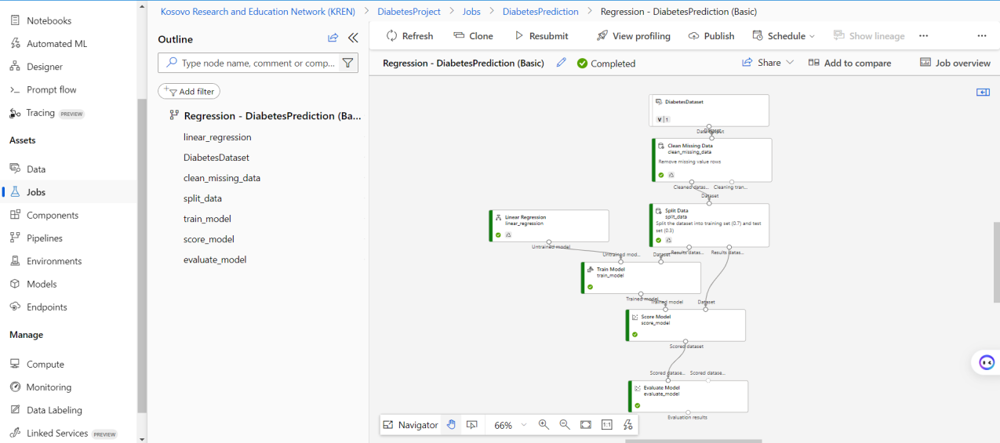 Notebooks
Automated ML
Designer
Prompt flow
Tracing PREVIEW
Assets
Data
Jobs
Components
Pipelines
Environments
Models
Endpoints
Manage
Compute
Monitoring
Data Labeling
Linked Services PREVIEW
Kosovo Research and Education Network (KREN) > DiabetesProject > Jobs > DiabetesPrediction > Regression - DiabetesPrediction (Basic)
Outline
Type node name, comment or comp...
Add filter
Regression - DiabetesPrediction (Ba...
linear_regression
DiabetesDataset
clean_missing_data
split_data
train_model
score_model
evaluate_model
Refresh Clone Resubmit View profiling Publish Schedule Show lineage ... ...
Regression - DiabetesPrediction (Basic) Completed Share Add to compare Job overview
DiabetesDataset
V 1
Dataset
Clean Missing Data
clean_missing_data
Remove missing value rows
Cleaned datas... Cleaning tran...
Dataset
Split Data
split_data
Split the dataset into training set (0.7) and test
set (0.3)
Results datas... Results datas...
Linear Regression
linear_regression
Untrained model
Untrained mod... Dataset
Train Model
train_model
Trained model
Trained model Dataset
Score Model
score_model
Scored dataset
Scored datase... Scored datase...
Evaluate Model
evaluate_model
Evaluation results
Navigator 66% 1:1